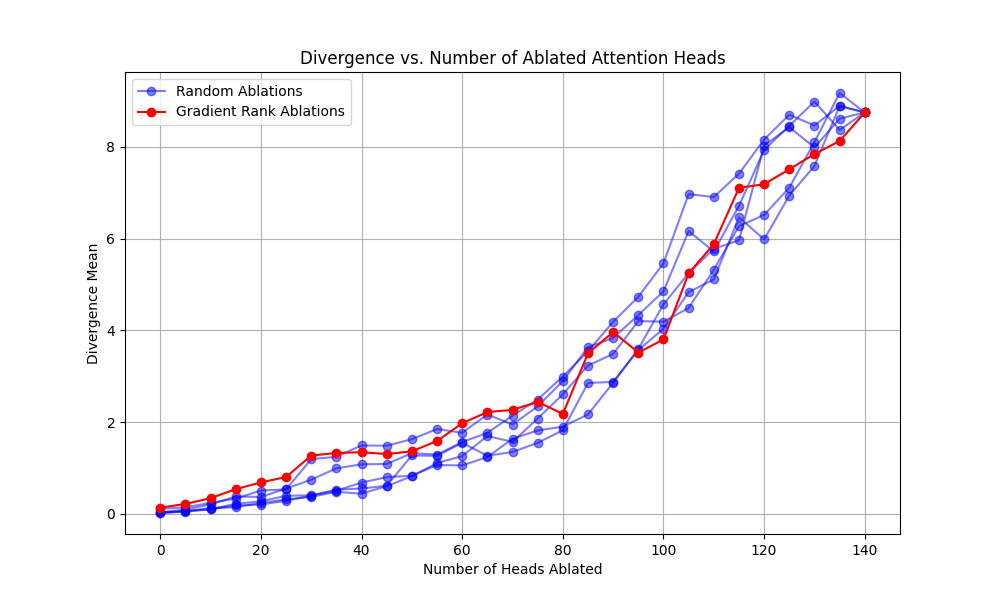 Divergence vs. Number of Ablated Attention Heads
Random Ablations
Gradient Rank Ablations
Divergence Mean
8
6
4
2
0
0 20 40 60 80 100 120 140
Number of Heads Ablated